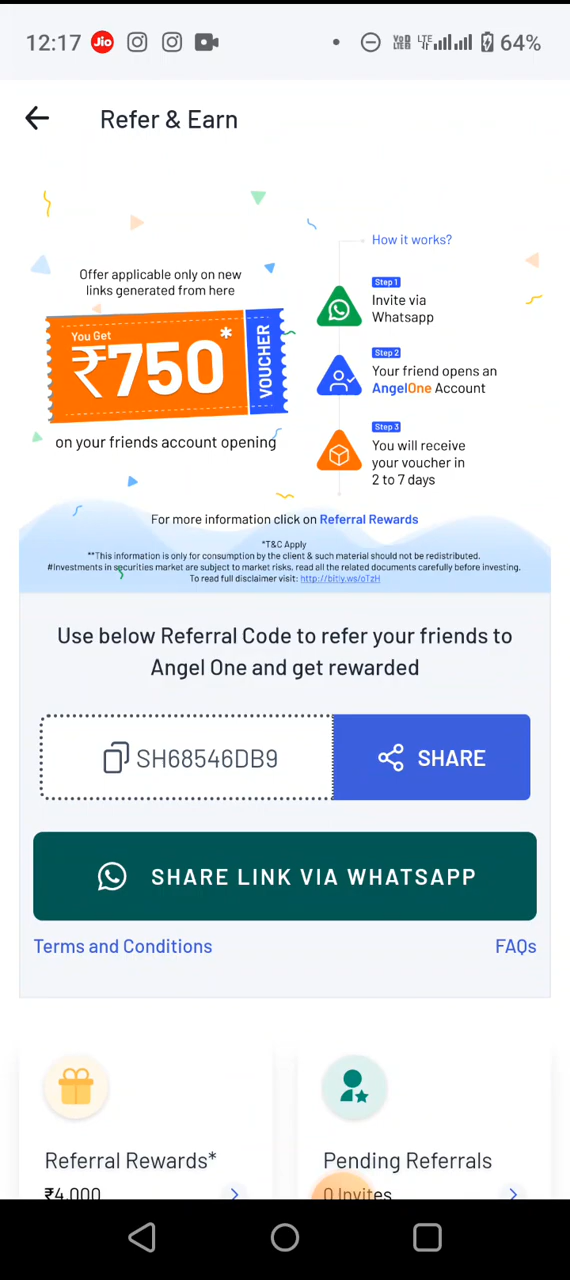 12:17 Jio VoD LTEB LTE 64%
Refer & Earn
Offer applicable only on new
links generated from here
You Get
₹750*
VOUCHER
on your friends account opening
How it works?
Step 1
Invite via
Whatsapp
Step 2
Your friend opens an
AngelOne Account
Step 3
You will receive
your voucher in
2 to 7 days
For more information click on Referral Rewards
*T&C Apply
**This information is only for consumption by the client & such material should not be redistributed.
#Investments in securities market are subject to market risks, read all the related documents carefully before investing.
To read full disclaimer visit: http://bitly.ws/oTzH
Use below Referral Code to refer your friends to
Angel One and get rewarded
SH68546DB9 SHARE
SHARE LINK VIA WHATSAPP
Terms and Conditions FAQs
Referral Rewards* Pending Referrals
₹4,000 0 Invites